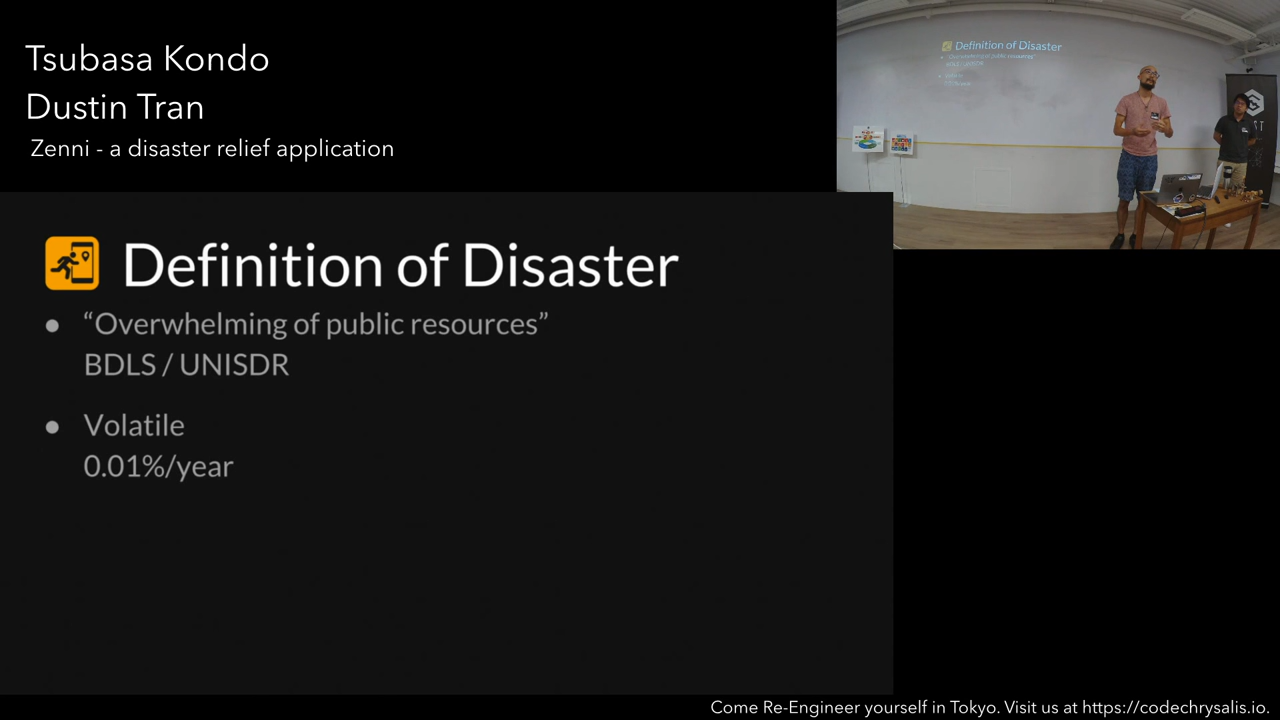 Tsubasa Kondo
Dustin Tran
Zenni - a disaster relief application
Definition of Disaster
Definition of Disaster
● “Overwhelming of public resources”
BDLS / UNISDR
● Volatile
0.01%/year
Come Re-Engineer yourself in Tokyo. Visit us at https://codechrysalis.io.